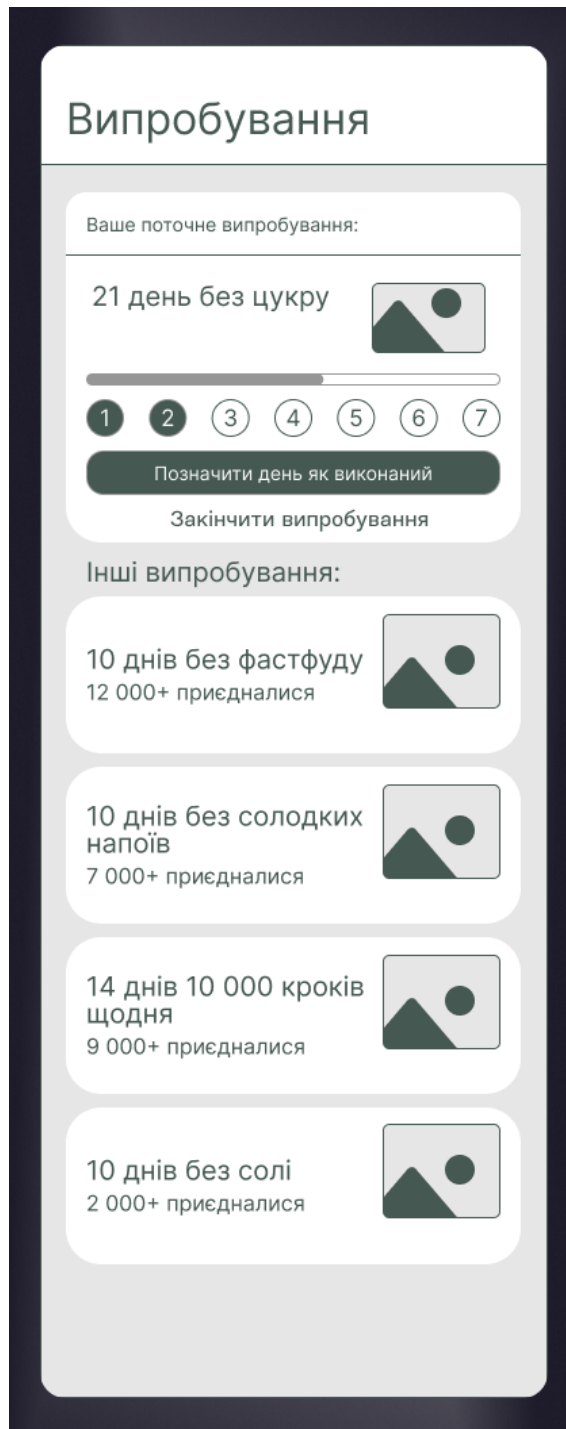 Випробування
Ваше поточне випробування:
21 день без цукру
1 2 3 4 5 6 7
Позначити день як виконаний
Закінчити випробування
Інші випробування:
10 днів без фастфуду
12 000+ приєдналися
10 днів без солодких
напоїв
7 000+ приєдналися
14 днів 10 000 кроків
щодня
9 000+ приєдналися
10 днів без солі
2 000+ приєдналися